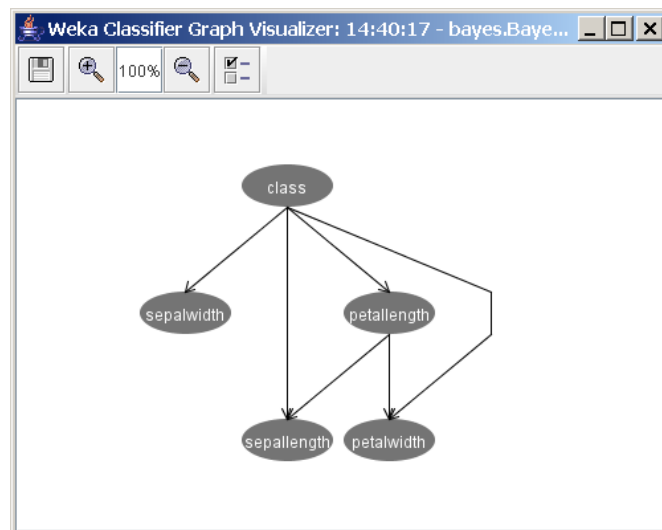 Weka Classifier Graph Visualizer: 14:40:17 - bayes.Baye...
100%
class
sepalwidth petallength
sepallength petalwidth